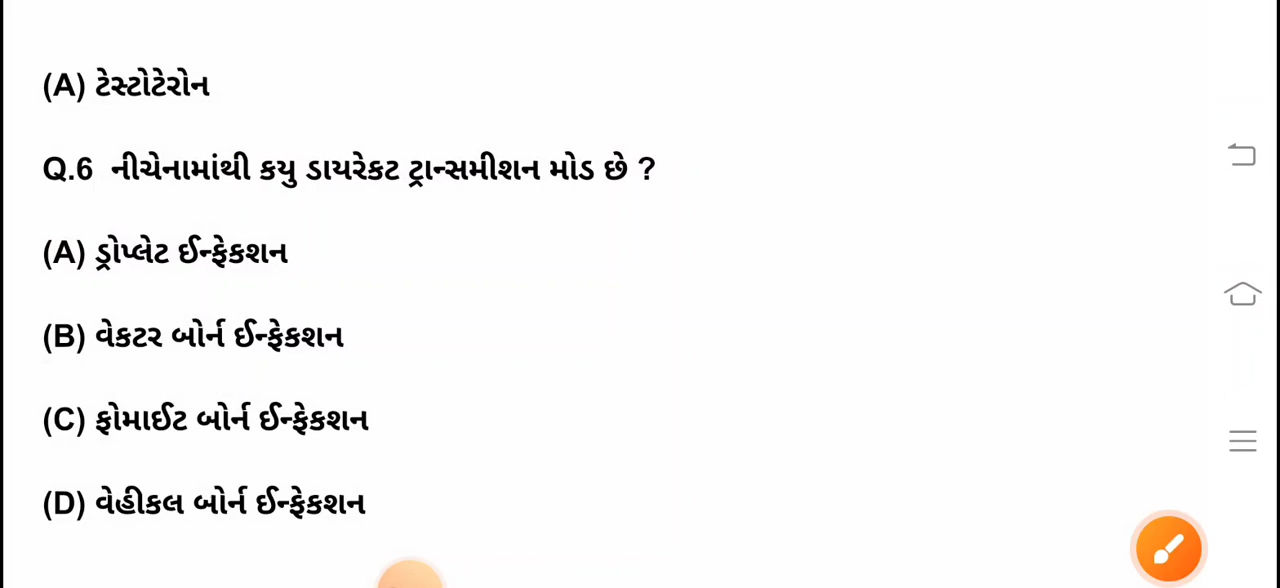 (A) ટેસ્ટોટેરોન
Q.6 નીચેનામાંથી કયુ ડાયરેકટ ટ્રાન્સમીશન મોડ છે ?
(A) ડ્રોપ્લેટ ઈન્ફેકશન
(B) વેકટર બોર્ન ઈન્ફેકશન
(C) ફોમાઈટ બોર્ન ઈન્ફેકશન
(D) વેહીકલ બોર્ન ઈન્ફેકશન